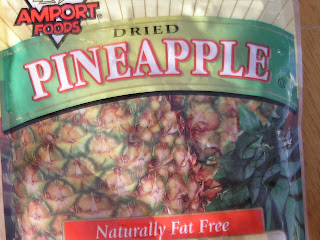 AMPORT
FOODS
DRIED
PINEAPPLE
Naturally Fat Free